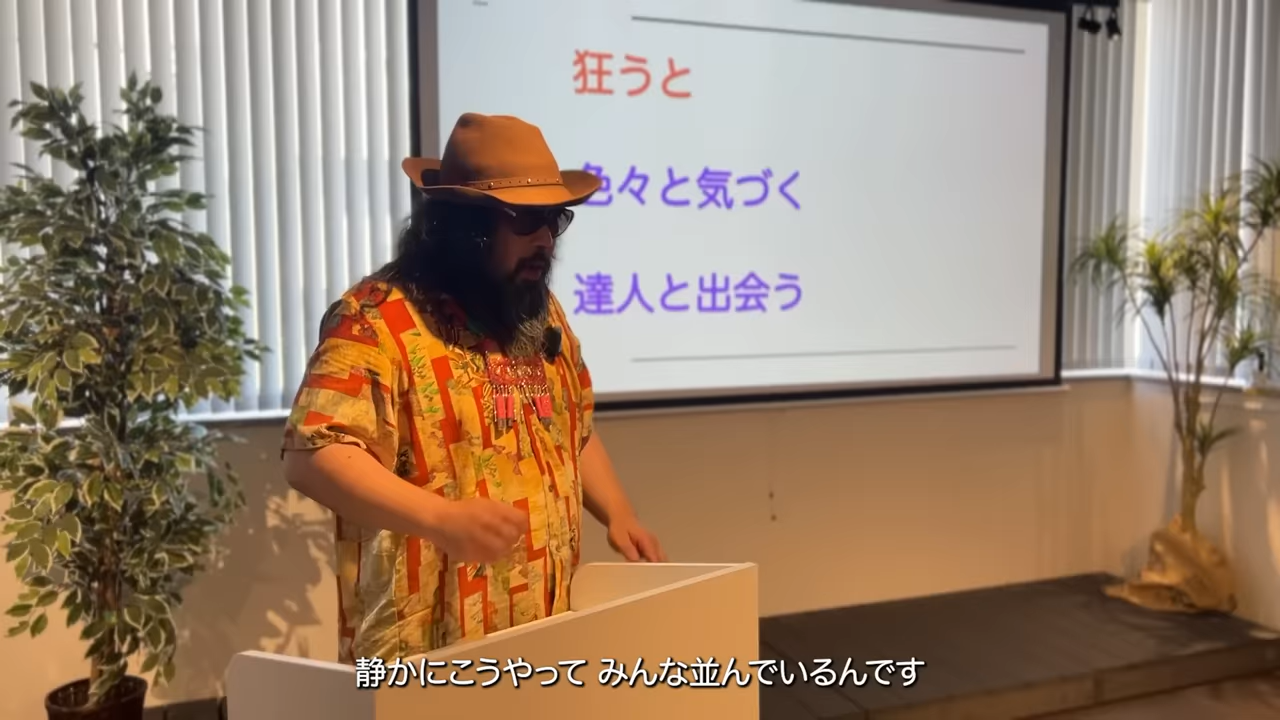 狂うと
色々と気づく
達人と出会う
静かにこうやって みんな並んでいるんです